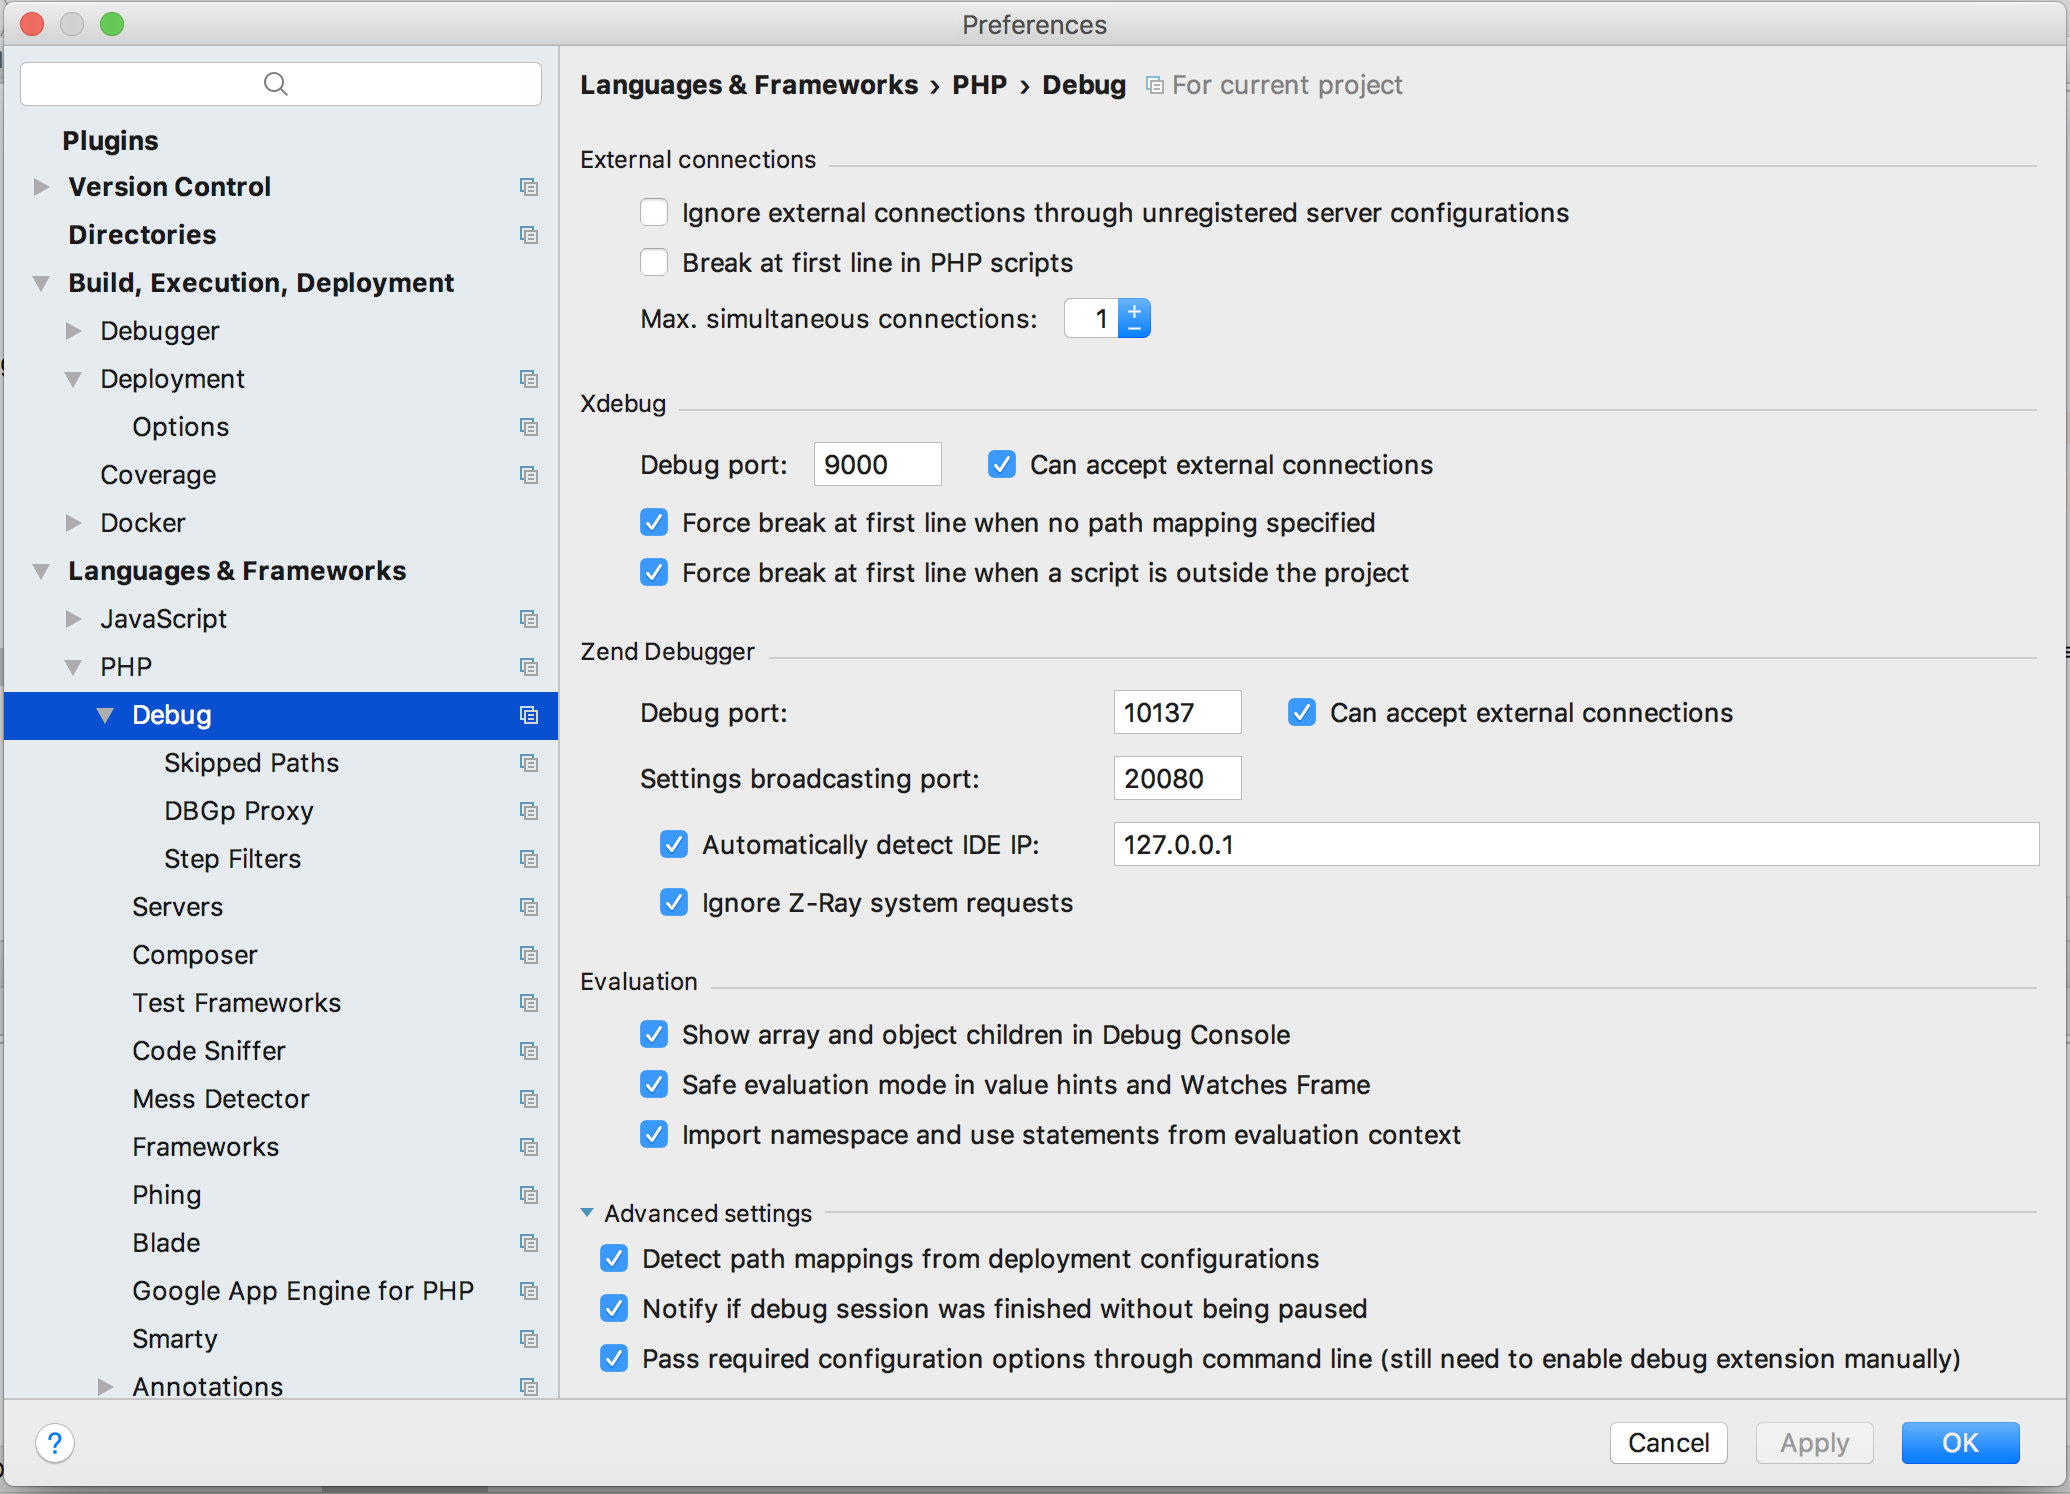 Preferences
Plugins
Version Control
Directories
Build, Execution, Deployment
Debugger
Deployment
Options
Coverage
Docker
Languages & Frameworks
JavaScript
PHP
Debug
Skipped Paths
DBGp Proxy
Step Filters
Servers
Composer
Test Frameworks
Code Sniffer
Mess Detector
Frameworks
Phing
Blade
Google App Engine for PHP
Smarty
Annotations
Languages & Frameworks › PHP › Debug For current project
External connections
Ignore external connections through unregistered server configurations
Break at first line in PHP scripts
Max. simultaneous connections: 1
Xdebug
Debug port: 9000 Can accept external connections
Force break at first line when no path mapping specified
Force break at first line when a script is outside the project
Zend Debugger
Debug port: 10137 Can accept external connections
Settings broadcasting port: 20080
Automatically detect IDE IP: 127.0.0.1
Ignore Z-Ray system requests
Evaluation
Show array and object children in Debug Console
Safe evaluation mode in value hints and Watches Frame
Import namespace and use statements from evaluation context
Advanced settings
Detect path mappings from deployment configurations
Notify if debug session was finished without being paused
Pass required configuration options through command line (still need to enable debug extension manually)
? Cancel Apply OK